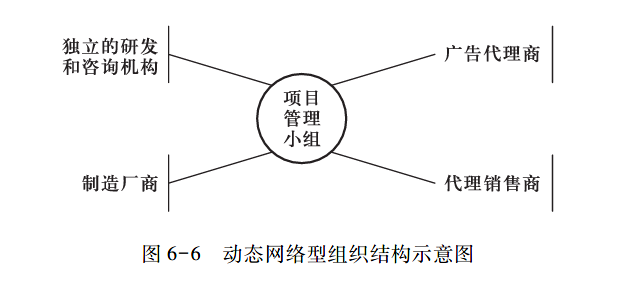 独立的研发
和咨询机构
广告代理商
项目
管理
小组
制造厂商
代理销售商
图 6-6 动态网络型组织结构示意图